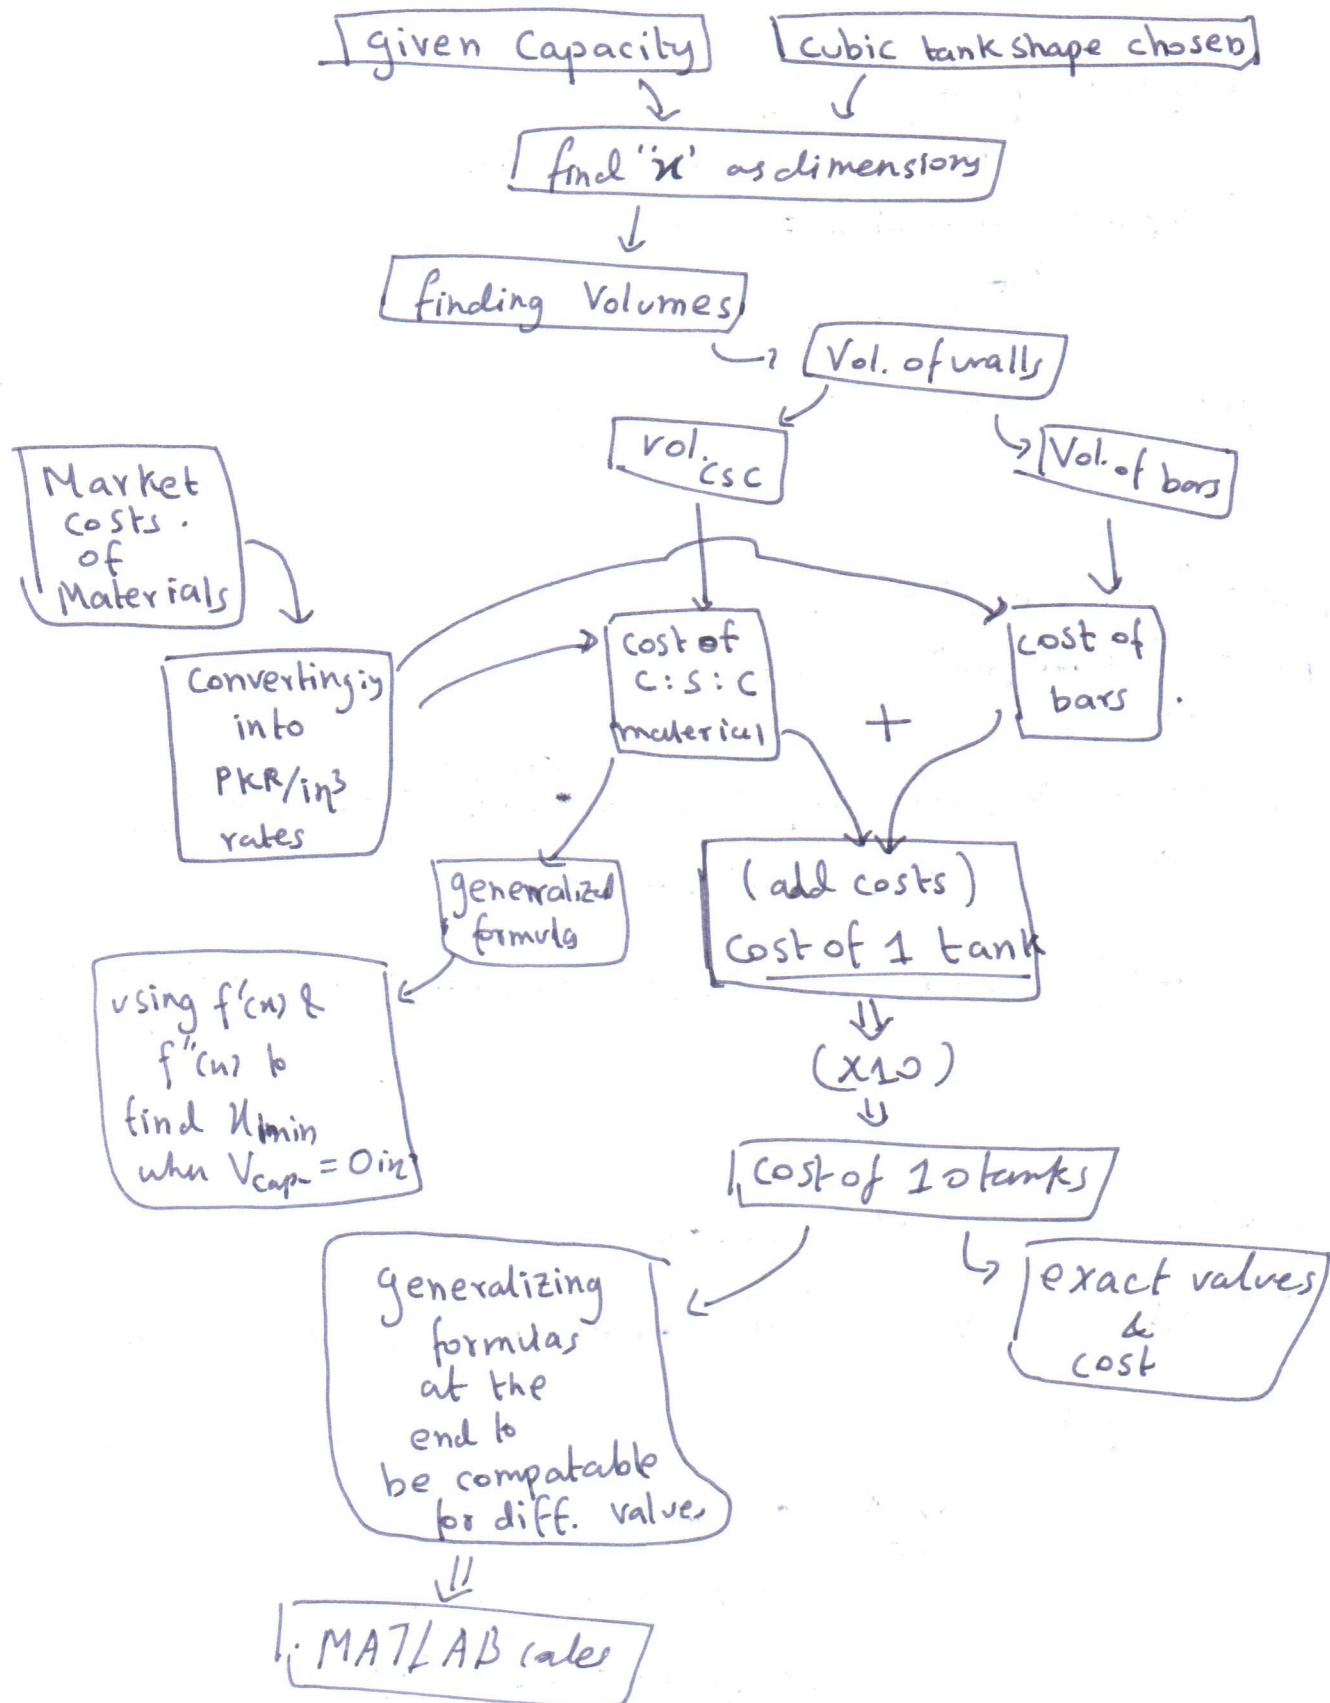 given Capacity
cubic tank shape chosen
find "x' as dimensions
finding Volumes
Vol. of walls
vol.
csc
Vol. of bars
Market
costs.
of
Materials
Converting
into
PKR/in³
rates
cost of
C:S:C
material
+
cost of
bars
generralized
formula
(add costs)
cost of 1 tank
using f'(x) &
f"(x) to
find xmin
when Vcap. = 0 in
(x10)
cost of 10 tanks
exact values
&
cost
generalizing
formulas
at the
end to
be compatable
for diff. values
MATLAB